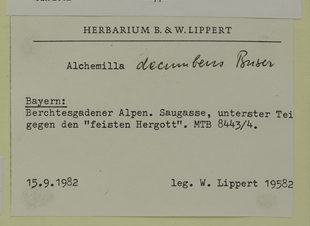 HERBARIUM B. & W. LIPPERT
Alchemilla decumbens Buser
Bayern:
Berchtesgadener Alpen. Saugasse, unterster Tei
gegen den "feisten Hergott". MTB 8443/4.
15.9.1982 leg. W. Lippert 19582